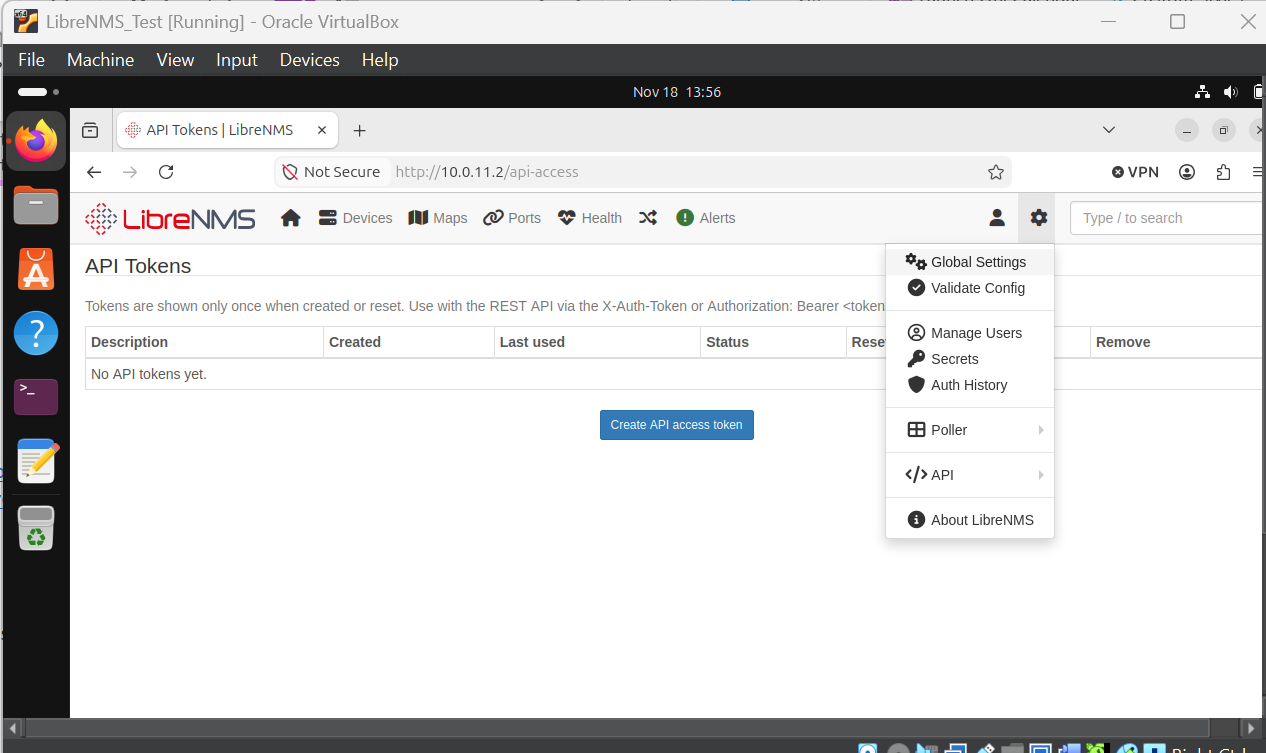 LibreNMS_Test [Running] - Oracle VirtualBox
File Machine View Input Devices Help
Nov 18 13:56
API Tokens | LibreNMS
Not Secure http://10.0.11.2/api-access
VPN
LibreNMS Devices Maps Ports Health Alerts Type / to search
API Tokens
Tokens are shown only once when created or reset. Use with the REST API via the X-Auth-Token or Authorization: Bearer <token
Description Created Last used Status Reset Remove
No API tokens yet.
Create API access token
Global Settings
Validate Config
Manage Users
Secrets
Auth History
Poller
API
About LibreNMS